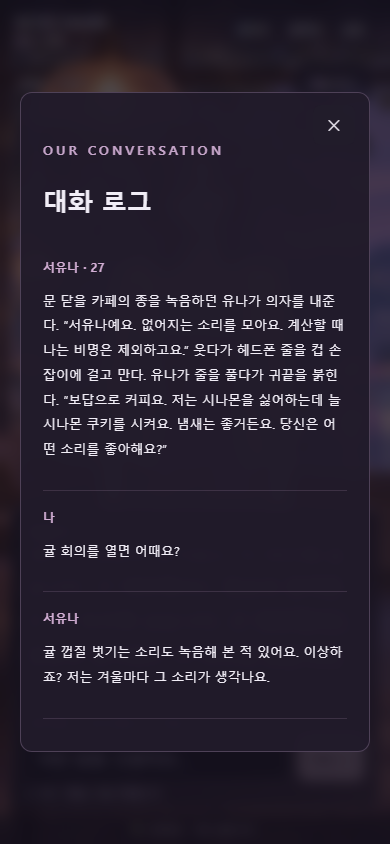 OUR CONVERSATION
대화 로그
서유나 · 27
문 닫을 카페의 종을 녹음하던 유나가 의자를 내준
다. “서유나예요. 없어지는 소리를 모아요. 계산할 때
나는 비명은 제외하고요.” 웃다가 헤드폰 줄을 컵 손
잡이에 걸고 만다. 유나가 줄을 풀다가 귀끝을 붉힌
다. “보답으로 커피요. 저는 시나몬을 싫어하는데 늘
시나몬 쿠키를 시켜요. 냄새는 좋거든요. 당신은 어
떤 소리를 좋아해요?”
나
귤 회의를 열면 어때요?
서유나
귤 껍질 벗기는 소리도 녹음해 본 적 있어요. 이상하
죠? 저는 겨울마다 그 소리가 생각나요.